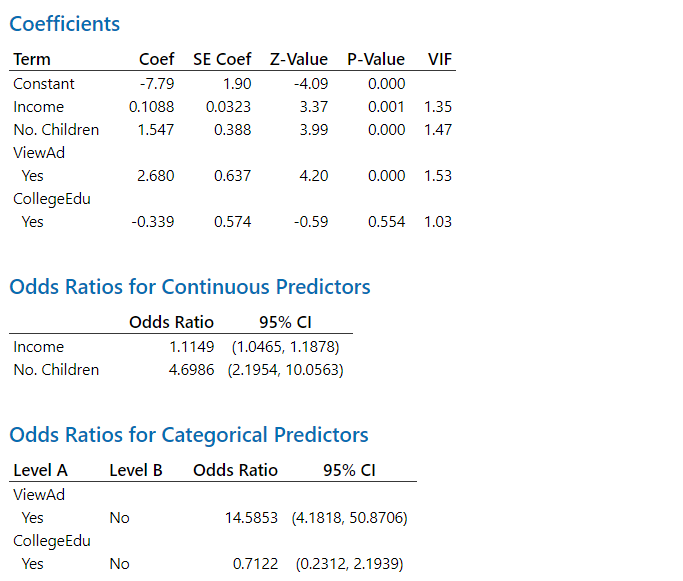 Coefficients
Term Coef SE Coef Z-Value P-Value VIF
Constant -7.79 1.90 -4.09 0.000
Income 0.1088 0.0323 3.37 0.001 1.35
No. Children 1.547 0.388 3.99 0.000 1.47
ViewAd
Yes 2.680 0.637 4.20 0.000 1.53
CollegeEdu
Yes -0.339 0.574 -0.59 0.554 1.03
Odds Ratios for Continuous Predictors
Odds Ratio 95% CI
Income 1.1149 (1.0465, 1.1878)
No. Children 4.6986 (2.1954, 10.0563)
Odds Ratios for Categorical Predictors
Level A Level B Odds Ratio 95% CI
ViewAd
Yes No 14.5853 (4.1818, 50.8706)
CollegeEdu
Yes No 0.7122 (0.2312, 2.1939)